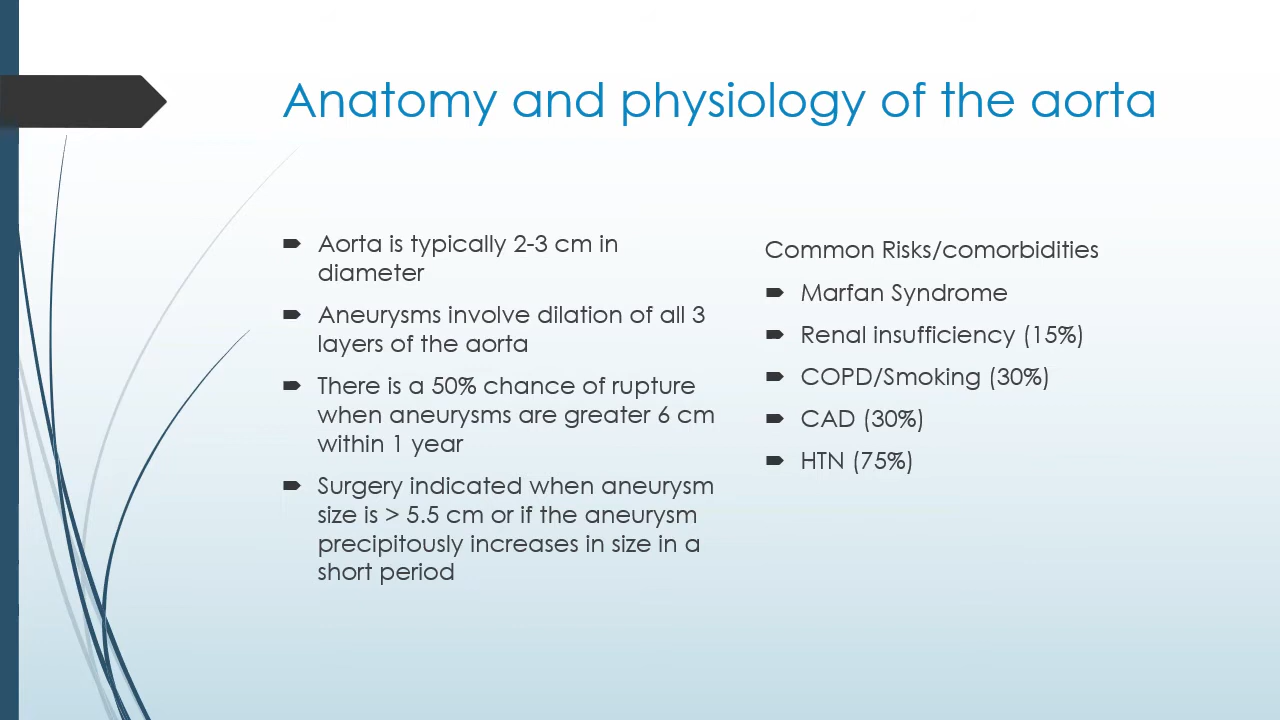 Anatomy and physiology of the aorta
Aorta is typically 2-3 cm in
diameter
Aneurysms involve dilation of all 3
layers of the aorta
There is a 50% chance of rupture
when aneurysms are greater 6 cm
within 1 year
Surgery indicated when aneurysm
size is > 5.5 cm or if the aneurysm
precipitously increases in size in a
short period
Common Risks/comorbidities
Marfan Syndrome
Renal insufficiency (15%)
COPD/Smoking (30%)
CAD (30%)
HTN (75%)